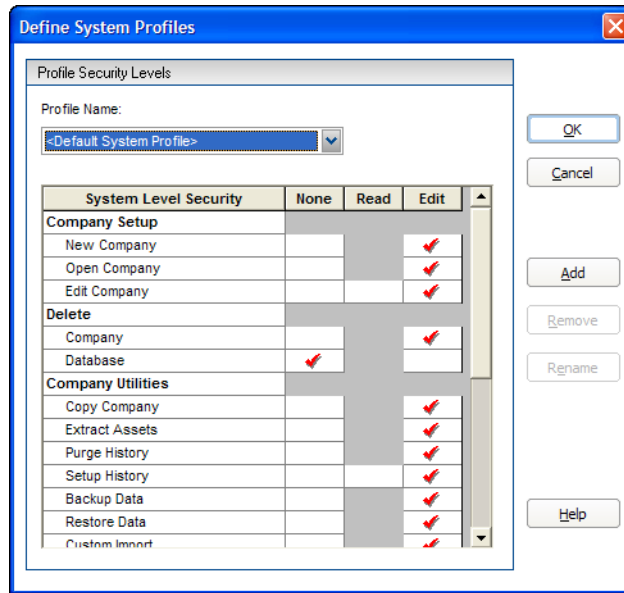 Define System Profiles
Profile Security Levels
Profile Name:
<Default System Profile>
OK
Cancel
System Level Security None Read Edit
Company Setup
New Company
Open Company
Edit Company
Add
Delete
Remove
Company
Database
Rename
Company Utilities
Copy Company
Extract Assets
Purge History
Setup History
Backup Data
Help
Restore Data
Custom Import